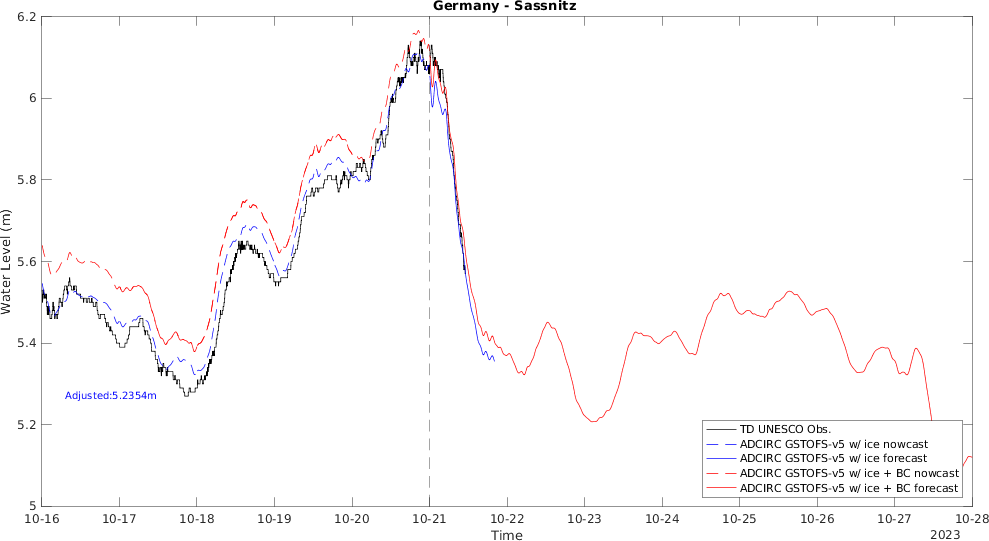 Germany - Sassnitz
6.2
6
5.8
5.6
5.4
5.2
5
Water Level (m)
Adjusted:5.2354m
TD UNESCO Obs.
ADCIRC GSTOFS-v5 w/ ice nowcast
ADCIRC GSTOFS-v5 w/ ice forecast
ADCIRC GSTOFS-v5 w/ ice + BC nowcast
ADCIRC GSTOFS-v5 w/ ice + BC forecast
10-16 10-17 10-18 10-19 10-20 10-21 10-22 10-23 10-24 10-25 10-26 10-27 10-28
Time
2023